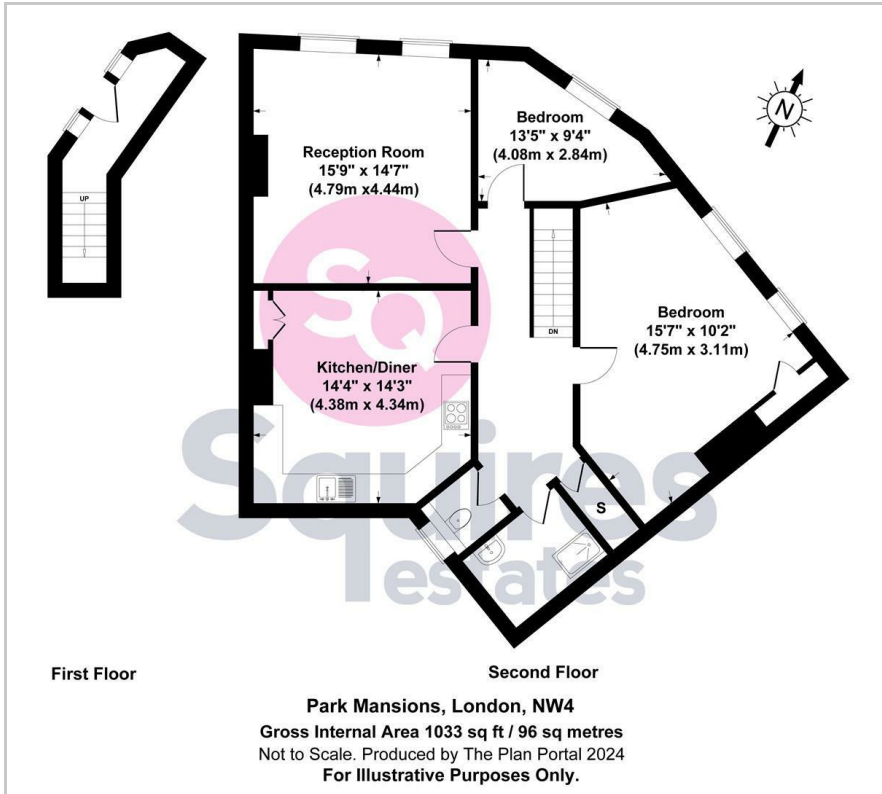 N
UP
Reception Room
15'9" x 14'7"
(4.79m x4.44m)
Bedroom
13'5" x 9'4"
(4.08m x 2.84m)
DN
Bedroom
15'7" x 10'2"
(4.75m x 3.11m)
SQ
Kitchen/Diner
14'4" x 14'3"
(4.38m x 4.34m)
S
Squires
estates
First Floor
Second Floor
Park Mansions, London, NW4
Gross Internal Area 1033 sq ft / 96 sq metres
Not to Scale. Produced by The Plan Portal 2024
For Illustrative Purposes Only.